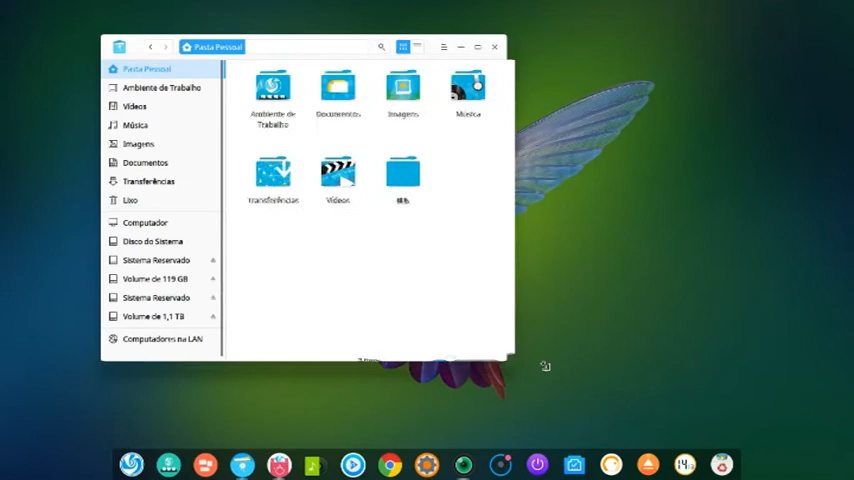 Pasta Pessoal
Pasta Pessoal
Ambiente de Trabalho
Vídeos
Música
Imagens
Documentos
Transferências
Lixo
Computador
Disco do Sistema
Sistema Reservado
Volume de 119 GB
Sistema Reservado
Volume de 1,1 TB
Computadores na LAN
Ambiente de
Trabalho
Documentos
Imagens
Música
Transferências
Vídeos